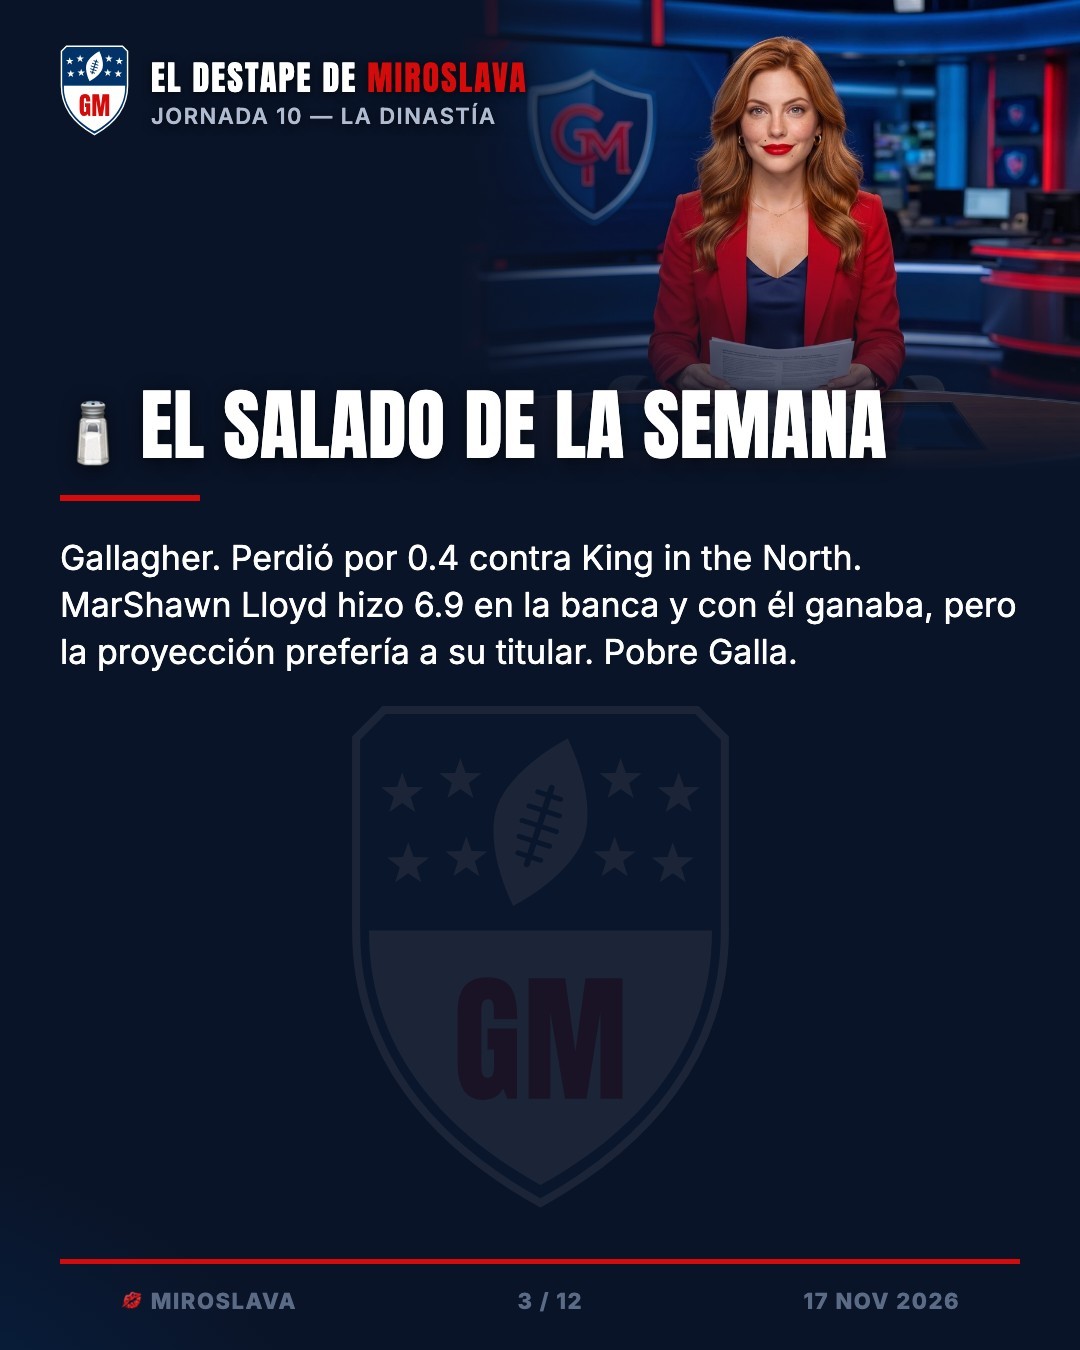 GM
EL DESTAPE DE MIROSLAVA
JORNADA 10 — LA DINASTÍA
GM
EL SALADO DE LA SEMANA
Gallagher. Perdió por 0.4 contra King in the North.
MarShawn Lloyd hizo 6.9 en la banca y con él ganaba, pero
la proyección prefería a su titular. Pobre Galla.
GM
MIROSLAVA
3 / 12
17 NOV 2026